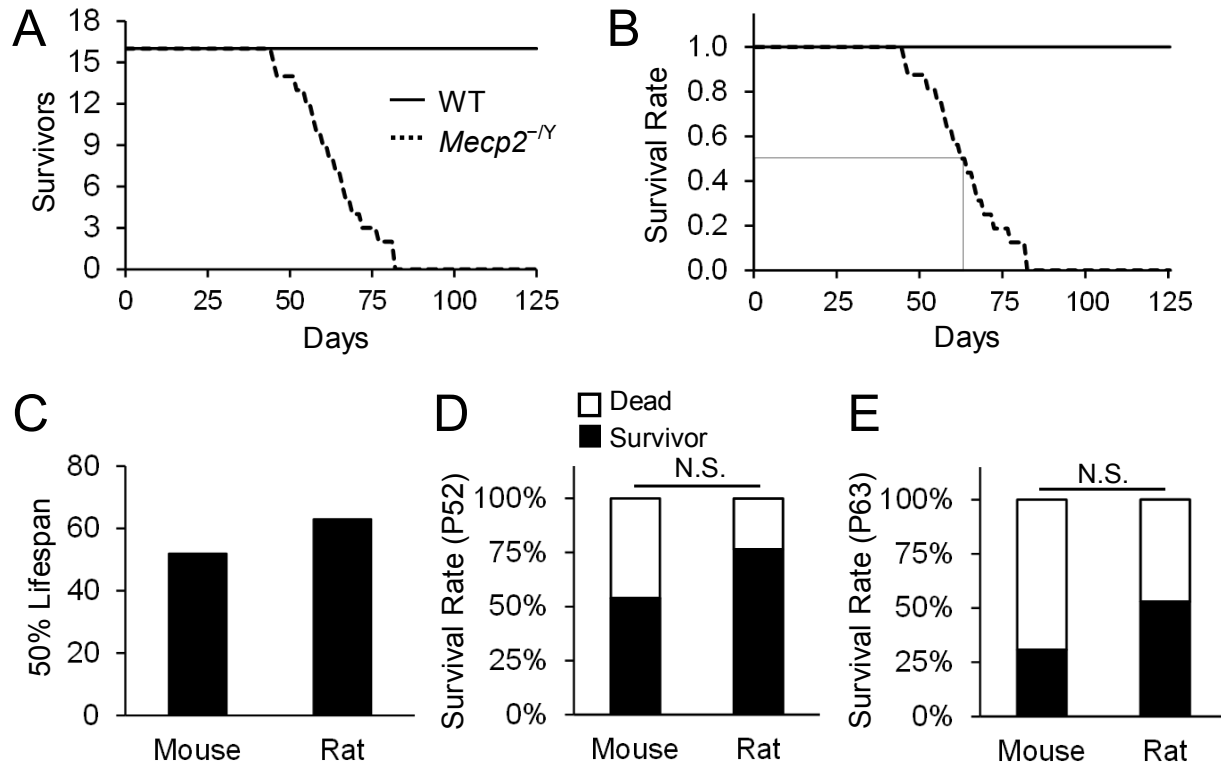 A
Survivors
18
15
12
9
6
3
0
0 25 50 75 100 125
Days
WT
Mecp2−/Y
B
Survival Rate
1.0
0.8
0.6
0.4
0.2
0.0
0 25 50 75 100 125
Days
C
50% Lifespan
80
60
40
20
0
Mouse Rat
D
Dead
Survivor
Survival Rate (P52)
N.S.
100%
75%
50%
25%
0%
Mouse Rat
E
Survival Rate (P63)
N.S.
100%
75%
50%
25%
0%
Mouse Rat